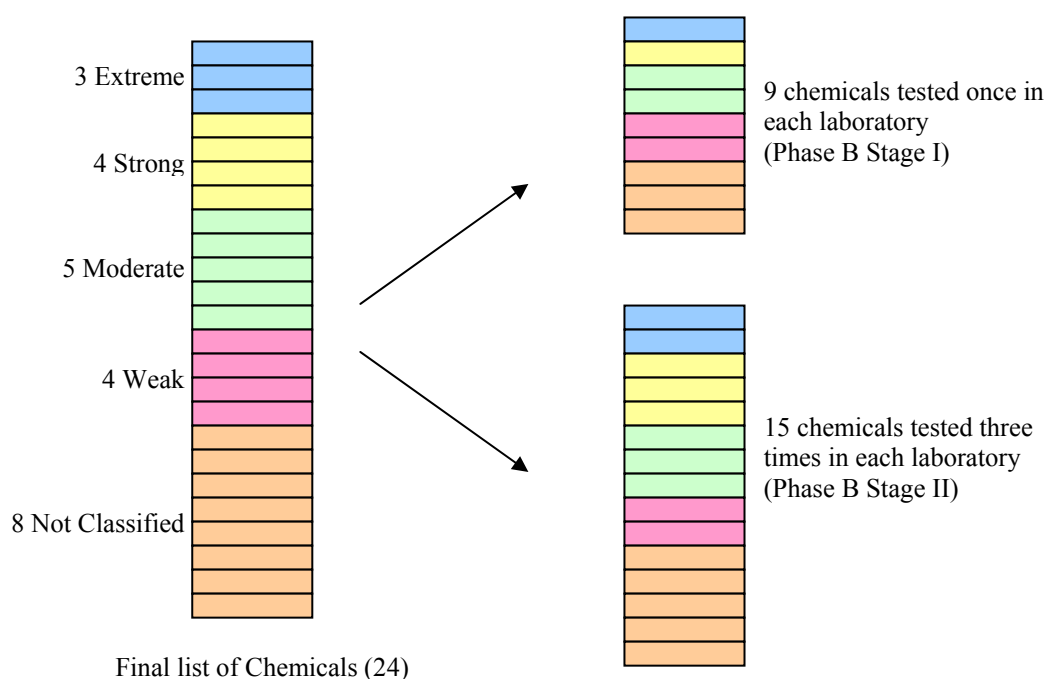 3 Extreme
4 Strong
5 Moderate
4 Weak
8 Not Classified
Final list of Chemicals (24)
9 chemicals tested once in
each laboratory
(Phase B Stage I)
15 chemicals tested three
times in each laboratory
(Phase B Stage II)